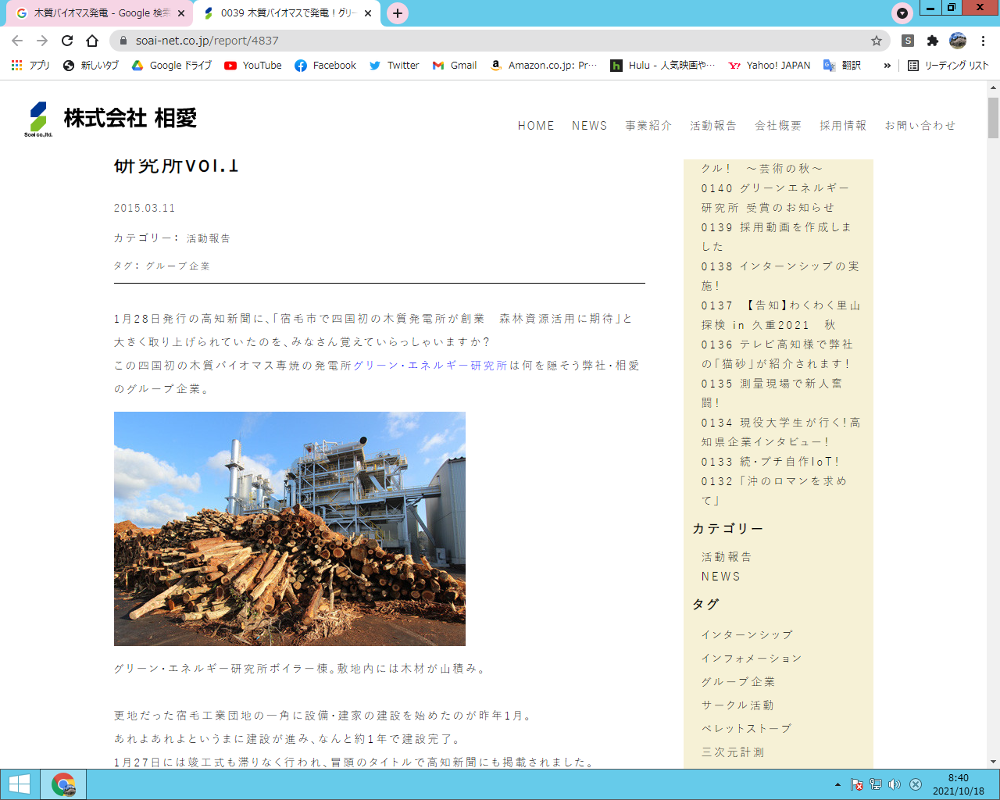 木質バイオマス発電 - Google 検索
0039 木質バイオマスで発電！グリー
soai-net.co.jp/report/4837
アプリ
新しいタブ
Google ドライブ
YouTube
Facebook
Twitter
Gmail
Amazon.co.jp: Pr…
Hulu - 人気映画や…
Yahoo! JAPAN
翻訳
»
リーディング リスト
Soai co.,ltd.
株式会社 相愛
HOME
NEWS
事業紹介
活動報告
会社概要
採用情報
お問い合わせ
研究所vol.1
2015.03.11
カテゴリー： 活動報告
タグ： グループ企業
1月28日発行の高知新聞に、「宿毛市で四国初の木質発電所が創業　森林資源活用に期待」と
大きく取り上げられていたのを、みなさん覚えていらっしゃいますか？
この四国初の木質バイオマス専焼の発電所グリーン・エネルギー研究所は何を隠そう弊社・相愛
のグループ企業。
グリーン・エネルギー研究所ボイラー棟。敷地内には木材が山積み。
更地だった宿毛工業団地の一角に設備・建家の建設を始めたのが昨年1月。
あれよあれよというまに建設が進み、なんと約1年で建設完了。
1月27日には竣工式も滞りなく行われ、冒頭のタイトルで高知新聞にも掲載されました。
クル！　～芸術の秋～
0140 グリーンエネルギー
研究所 受賞のお知らせ
0139 採用動画を作成しま
した
0138 インターンシップの実
施！
0137 【告知】わくわく里山
探検 in 久重2021　秋
0136 テレビ高知様で弊社
の「猫砂」が紹介されます！
0135 測量現場で新人奮
闘！
0134 現役大学生が行く！高
知県企業インタビュー！
0133 続・プチ自作IoT！
0132 「沖のロマンを求め
て」
カテゴリー
活動報告
NEWS
タグ
インターンシップ
インフォメーション
グループ企業
サークル活動
ペレットストーブ
三次元計測
8:40
2021/10/18